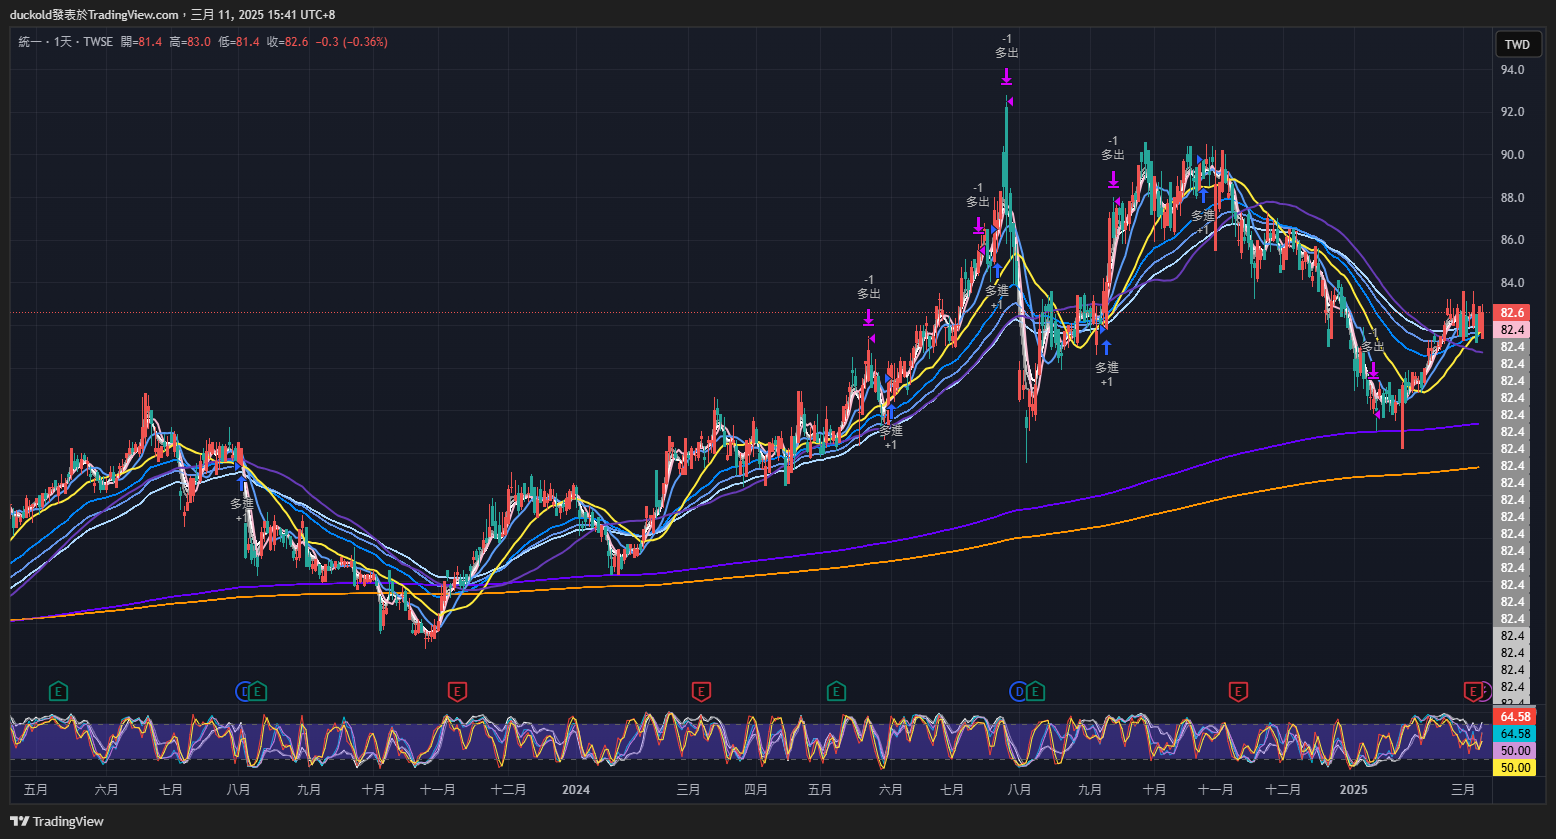 duckold發表於TradingView.com，三月 11, 2025 15:41 UTC+8
統一 · 1天 · TWSE 開=81.4 高=83.0 低=81.4 收=82.6 −0.3 (−0.36%)
TWD
-1
多出
94.0
92.0
-1
多出
90.0
-1
多出
88.0
多進
+1
86.0
-1
多出
84.0
多進
+1
82.6
82.4
-1
多出
82.4
82.4
多進
+1
82.4
82.4
82.4
多進
+1
82.4
82.4
82.4
82.4
多進
+1
82.4
82.4
82.4
82.4
82.4
82.4
82.4
82.4
82.4
82.4
82.4
82.4
E
D
E
E
E
E
D
E
E
E
64.58
64.58
50.00
50.00
五月 六月 七月 八月 九月 十月 十一月 十二月 2024 三月 四月 五月 六月 七月 八月 九月 十月 十一月 十二月 2025 三月
TradingView